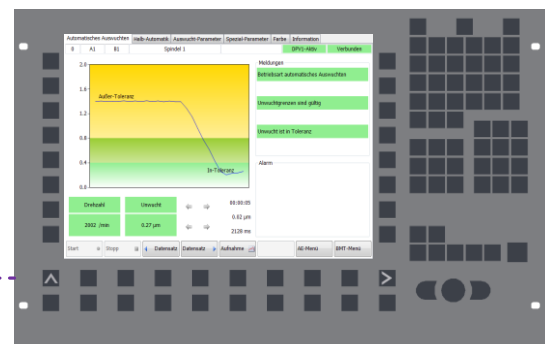 Automatisches Auswuchten Halb-Automatik Auswucht-Parameter Spezial-Parameter Farbe Information
0 A1 B1 Spindel 1 DPV1-Aktiv Verbunden
2.0
1.6
1.2
0.8
0.4
0.0
Außer-Toleranz
In-Toleranz
Meldungen
Betriebsart automatisches Auswuchten
Unwuchtgrenzen sind gültig
Unwucht ist in Toleranz
Alarm
Drehzahl Unwucht 00:00:05
0.02 µm
2002 /min 0.27 µm
2120 ms
Start Stopp Datensatz Datensatz Aufnahme AE-Menü BMT-Menü